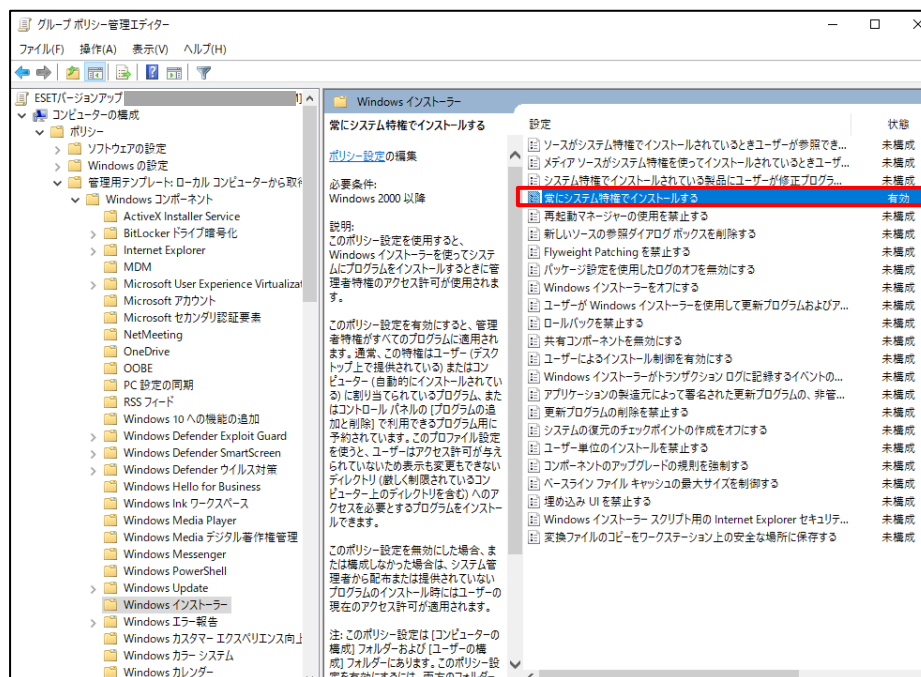 グループ ポリシー管理エディター
ファイル(F) 操作(A) 表示(V) ヘルプ(H)
ESETバージョンアップ
コンピューターの構成
ポリシー
ソフトウェアの設定
Windows の設定
管理用テンプレート: ローカル コンピューターから取得
Windows コンポーネント
ActiveX Installer Service
BitLocker ドライブ暗号化
Internet Explorer
MDM
Microsoft User Experience Virtualizat
Microsoft アカウント
Microsoft セカンダリ認証要素
NetMeeting
OneDrive
OOBE
PC 設定の同期
RSS フィード
Windows 10 への機能の追加
Windows Defender Exploit Guard
Windows Defender SmartScreen
Windows Defender ウイルス対策
Windows Hello for Business
Windows Ink ワークスペース
Windows Media Player
Windows Media デジタル著作権管理
Windows Messenger
Windows PowerShell
Windows Update
Windows インストーラー
Windows エラー報告
Windows カスタマー エクスペリエンス向上
Windows カラー システム
Windows カレンダー
Windows インストーラー
常にシステム特権でインストールする
ポリシー設定の編集
必要条件:
Windows 2000 以降
説明:
このポリシー設定を使用すると、
Windows インストーラーを使ってシステ
ムにプログラムをインストールするときに管
理者特権のアクセス許可が使用されま
す。
このポリシー設定を有効にすると、管理
者特権がすべてのプログラムに適用され
ます。通常、この特権はユーザー (デスク
トップ上で提供されている) またはコン
ピューター (自動的にインストールされてい
る) に割り当てられているプログラム、また
はコントロール パネルの [プログラムの追
加と削除] で利用できるプログラム用に
予約されています。このプロファイル設定
を使うと、ユーザーはアクセス許可が与え
られていないため表示も変更もできない
ディレクトリ (厳しく制限されているコン
ピューター上のディレクトリを含む) へのア
クセスを必要とするプログラムをインストー
ルできます。
このポリシー設定を無効にした場合、ま
たは構成しなかった場合は、システム管
理者から配布または提供されていない
プログラムのインストール時にはユーザーの
現在のアクセス許可が適用されます。
注: このポリシー設定は [コンピューターの
構成] フォルダーおよび [ユーザーの構
成] フォルダーにあります。このポリシー設
定を有効にするには、両方のフォルダー
設定 状態
ソースがシステム特権でインストールされているときユーザーが参照でき... 未構成
メディア ソースがシステム特権を使ってインストールされているときユーザ... 未構成
システム特権でインストールされている製品にユーザーが修正プログラ... 未構成
常にシステム特権でインストールする 有効
再起動マネージャーの使用を禁止する 未構成
新しいソースの参照ダイアログ ボックスを削除する 未構成
Flyweight Patching を禁止する 未構成
パッケージ設定を使用したログのオフを無効にする 未構成
Windows インストーラーをオフにする 未構成
ユーザーが Windows インストーラーを使用して更新プログラムおよびア... 未構成
ロールバックを禁止する 未構成
共有コンポーネントを無効にする 未構成
ユーザーによるインストール制御を有効にする 未構成
Windows インストーラーがトランザクション ログに記録するイベントの... 未構成
アプリケーションの製造元によって署名された更新プログラムの、非管... 未構成
更新プログラムの削除を禁止する 未構成
システムの復元のチェックポイントの作成をオフにする 未構成
ユーザー単位のインストールを禁止する 未構成
コンポーネントのアップグレードの規則を強制する 未構成
ベースライン ファイル キャッシュの最大サイズを制御する 未構成
埋め込み UI を禁止する 未構成
Windows インストーラー スクリプト用の Internet Explorer セキュリテ... 未構成
変換ファイルのコピーをワークステーション上の安全な場所に保存する 未構成